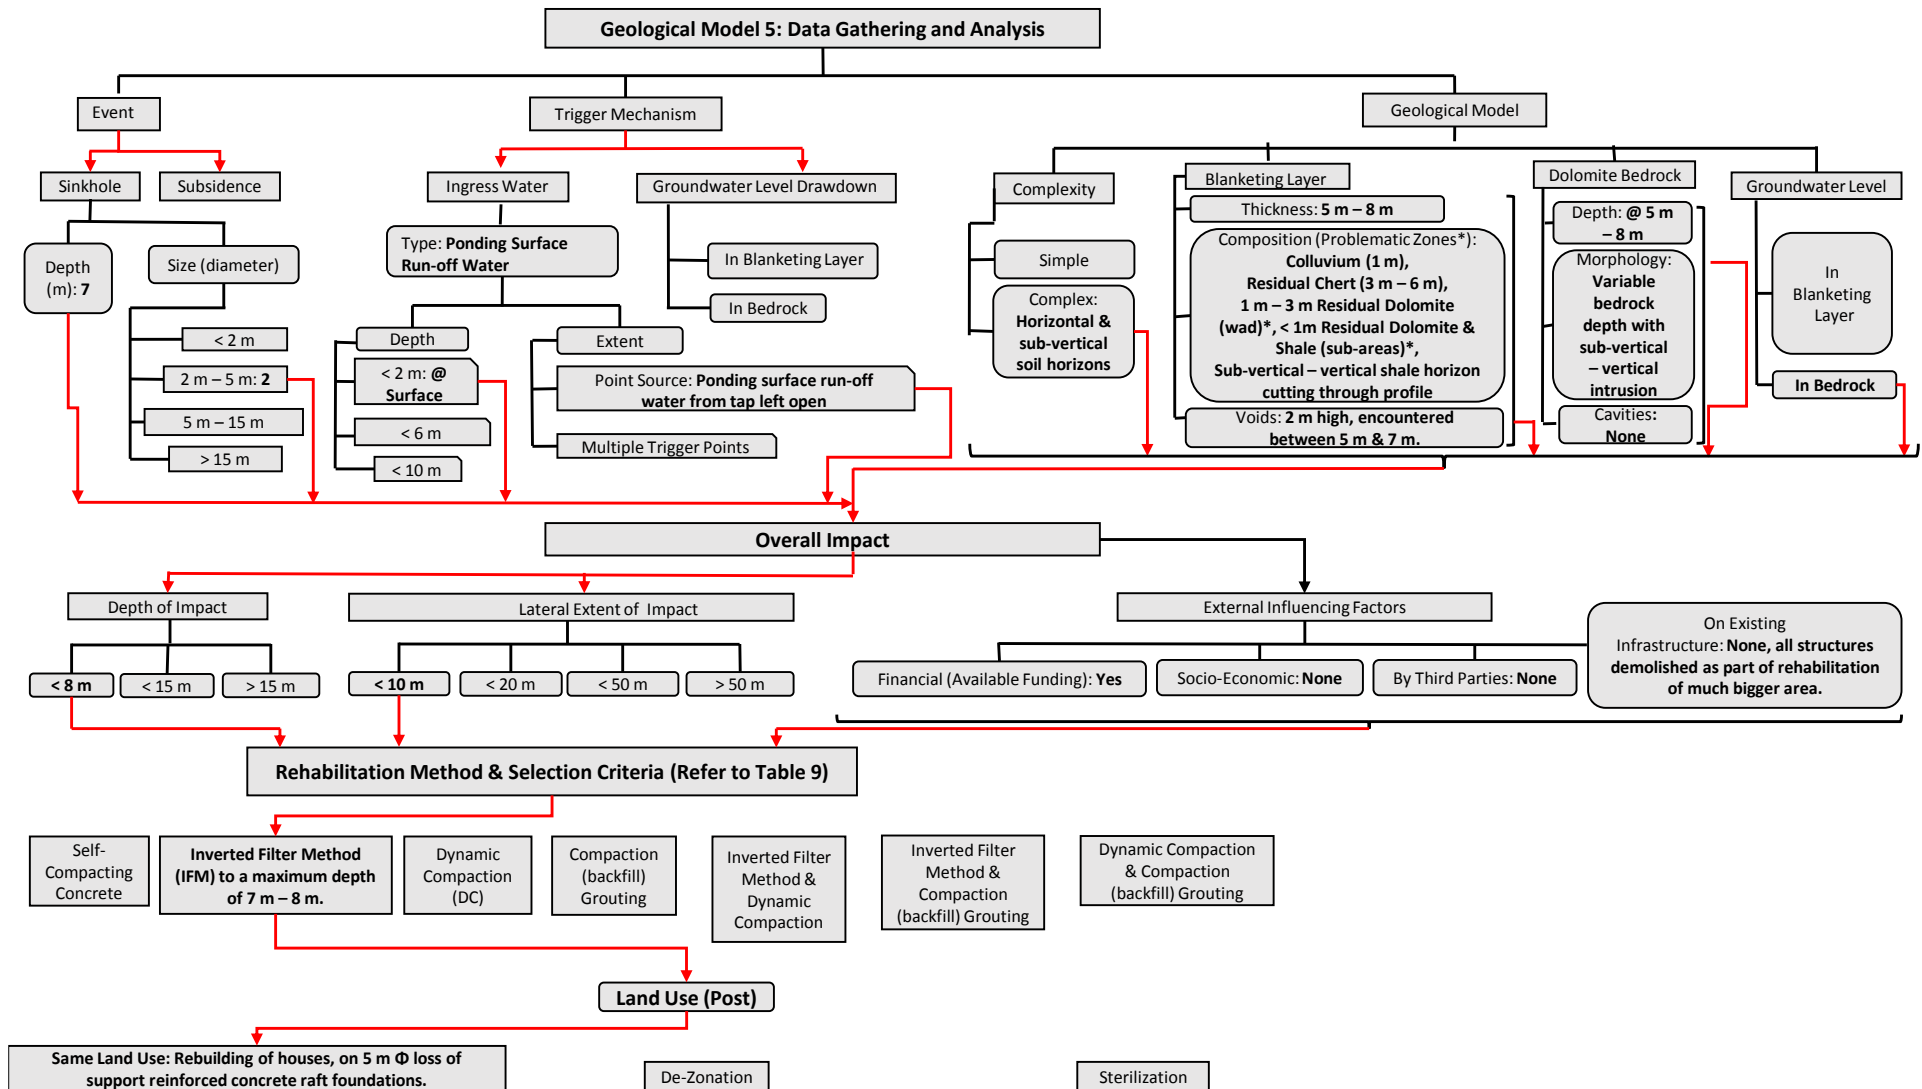 Geological Model 5: Data Gathering and Analysis
Event
Trigger Mechanism
Geological Model
Sinkhole
Subsidence
Ingress Water
Groundwater Level Drawdown
Complexity
Blanketing Layer
Dolomite Bedrock
Groundwater Level
Depth
(m): 7
Size (diameter)
< 2 m
2 m – 5 m: 2
5 m – 15 m
> 15 m
Type: Ponding Surface
Run-off Water
Depth
< 2 m: @
Surface
< 6 m
< 10 m
Extent
Point Source: Ponding surface run-off
water from tap left open
Multiple Trigger Points
In Blanketing Layer
In Bedrock
Simple
Complex:
Horizontal &
sub-vertical
soil horizons
Thickness: 5 m – 8 m
Composition (Problematic Zones*):
Colluvium (1 m),
Residual Chert (3 m – 6 m),
1 m – 3 m Residual Dolomite
(wad)*, < 1m Residual Dolomite &
Shale (sub-areas)*,
Sub-vertical – vertical shale horizon
cutting through profile
Voids: 2 m high, encountered
between 5 m & 7 m.
Depth: @ 5 m
– 8 m
Morphology:
Variable
bedrock
depth with
sub-vertical
– vertical
intrusion
Cavities:
None
In
Blanketing
Layer
In Bedrock
Overall Impact
Depth of Impact
Lateral Extent of Impact
External Influencing Factors
< 8 m
< 15 m
> 15 m
< 10 m
< 20 m
< 50 m
> 50 m
Financial (Available Funding): Yes
Socio-Economic: None
By Third Parties: None
On Existing
Infrastructure: None, all structures
demolished as part of rehabilitation
of much bigger area.
Rehabilitation Method & Selection Criteria (Refer to Table 9)
Self-
Compacting
Concrete
Inverted Filter Method
(IFM) to a maximum depth
of 7 m – 8 m.
Dynamic
Compaction
(DC)
Compaction
(backfill)
Grouting
Inverted Filter
Method &
Dynamic
Compaction
Inverted Filter
Method &
Compaction
(backfill) Grouting
Dynamic Compaction
& Compaction
(backfill) Grouting
Land Use (Post)
Same Land Use: Rebuilding of houses, on 5 m Φ loss of
support reinforced concrete raft foundations.
De-Zonation
Sterilization